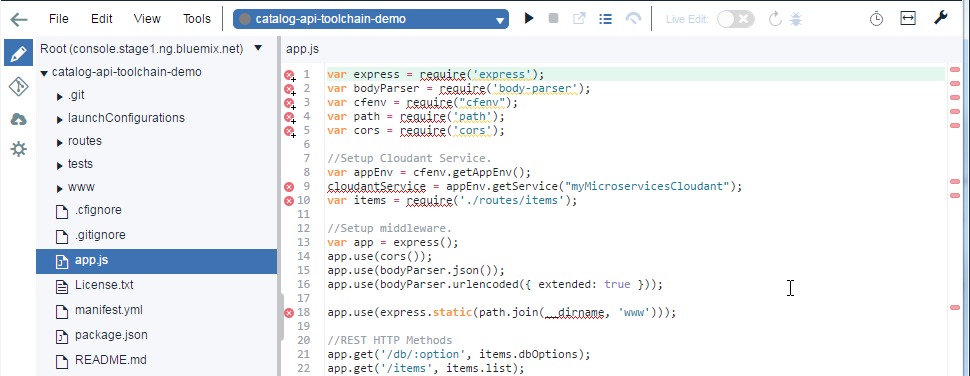 File Edit View Tools catalog-api-toolchain-demo Live Edit:
Root (console.stage1.ng.bluemix.net) app.js
catalog-api-toolchain-demo
.git
launchConfigurations
routes
tests
www
.cfignore
.gitignore
app.js
License.txt
manifest.yml
package.json
README.md
1 var express = require('express');
2 var bodyParser = require('body-parser');
3 var cfenv = require("cfenv");
4 var path = require('path');
5 var cors = require('cors');
6
7 //Setup Cloudant Service.
8 var appEnv = cfenv.getAppEnv();
9 cloudantService = appEnv.getService("myMicroservicesCloudant");
10 var items = require('./routes/items');
11
12 //Setup middleware.
13 var app = express();
14 app.use(cors());
15 app.use(bodyParser.json());
16 app.use(bodyParser.urlencoded({ extended: true }));
17
18 app.use(express.static(path.join(__dirname, 'www')));
19
20 //REST HTTP Methods
21 app.get('/db/:option', items.dbOptions);
22 app.get('/items', items.list);